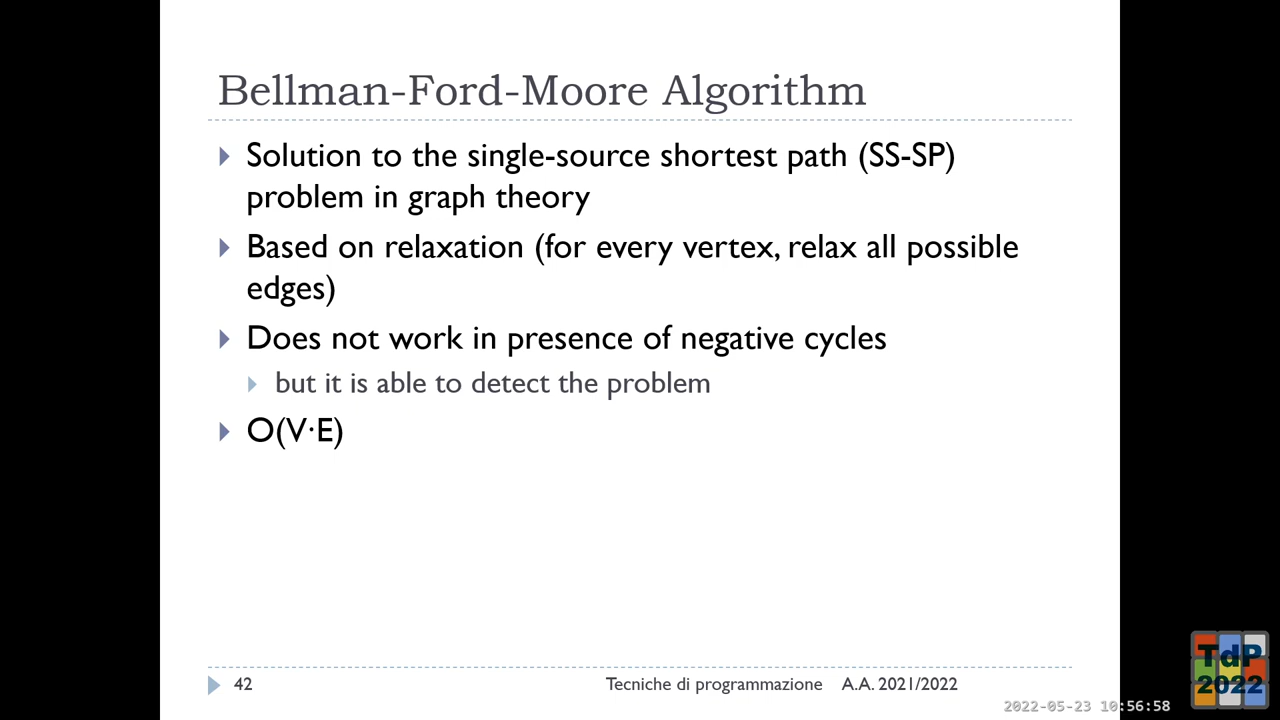 Bellman-Ford-Moore Algorithm
Solution to the single-source shortest path (SS-SP)
problem in graph theory
Based on relaxation (for every vertex, relax all possible
edges)
Does not work in presence of negative cycles
but it is able to detect the problem
O(V·E)
42
Tecniche di programmazione A.A. 2021/2022
2022-05-23 10:56:58
TdP
2022